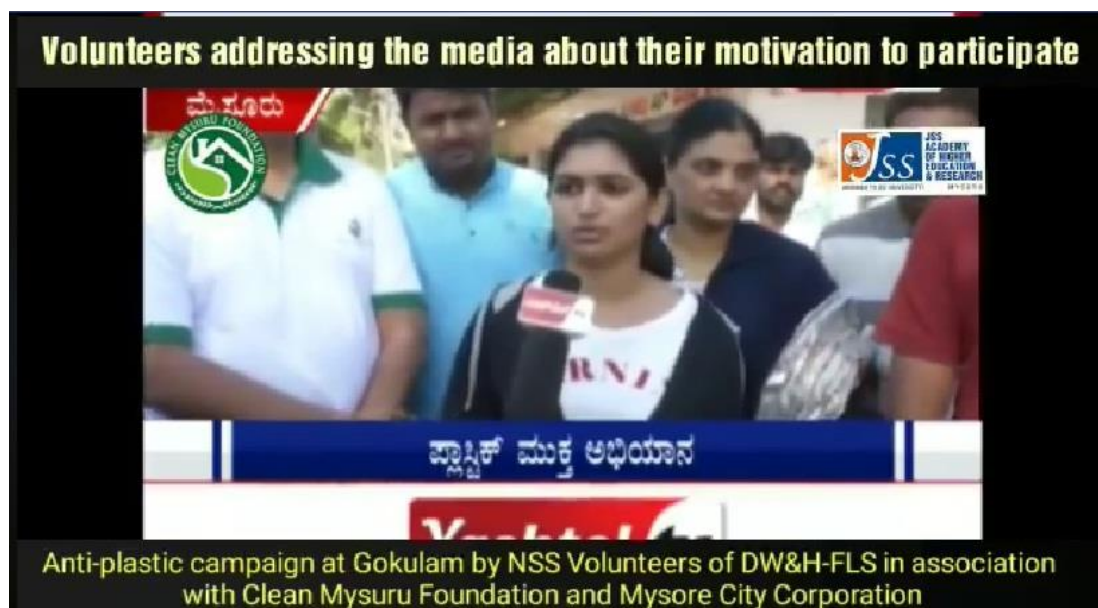 Volunteers addressing the media about their motivation to participate
ಮೈಸೂರು
CLEAN MYSURU FOUNDATION
JSS
JSS
ACADEMY
OF HIGHER
EDUCATION
& RESEARCH
MYSURU
ಪ್ಲಾಸ್ಟಿಕ್ ಮುಕ್ತ ಅಭಿಯಾನ
Anti-plastic campaign at Gokulam by NSS Volunteers of DW&H-FLS in association
with Clean Mysuru Foundation and Mysore City Corporation